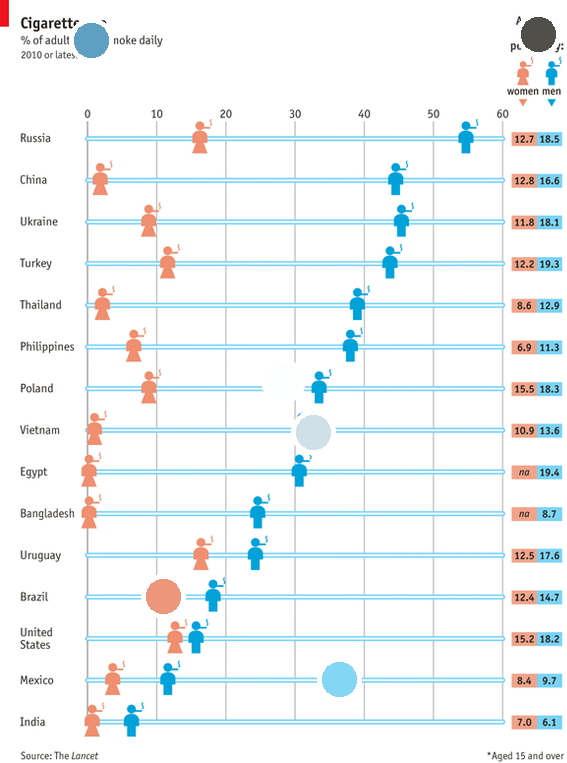 Cigarette
% of adult noke daily
2010 or lates
women men
0 10 20 30 40 50 60
Russia 12.7 18.5
China 12.8 16.6
Ukraine 11.8 18.1
Turkey 12.2 19.3
Thailand 8.6 12.9
Philippines 6.9 11.3
Poland 15.5 18.3
Vietnam 10.9 13.6
Egypt na 19.4
Bangladesh na 8.7
Uruguay 12.5 17.6
Brazil 12.4 14.7
United
States 15.2 18.2
Mexico 8.4 9.7
India 7.0 6.1
Source: The Lancet
*Aged 15 and over